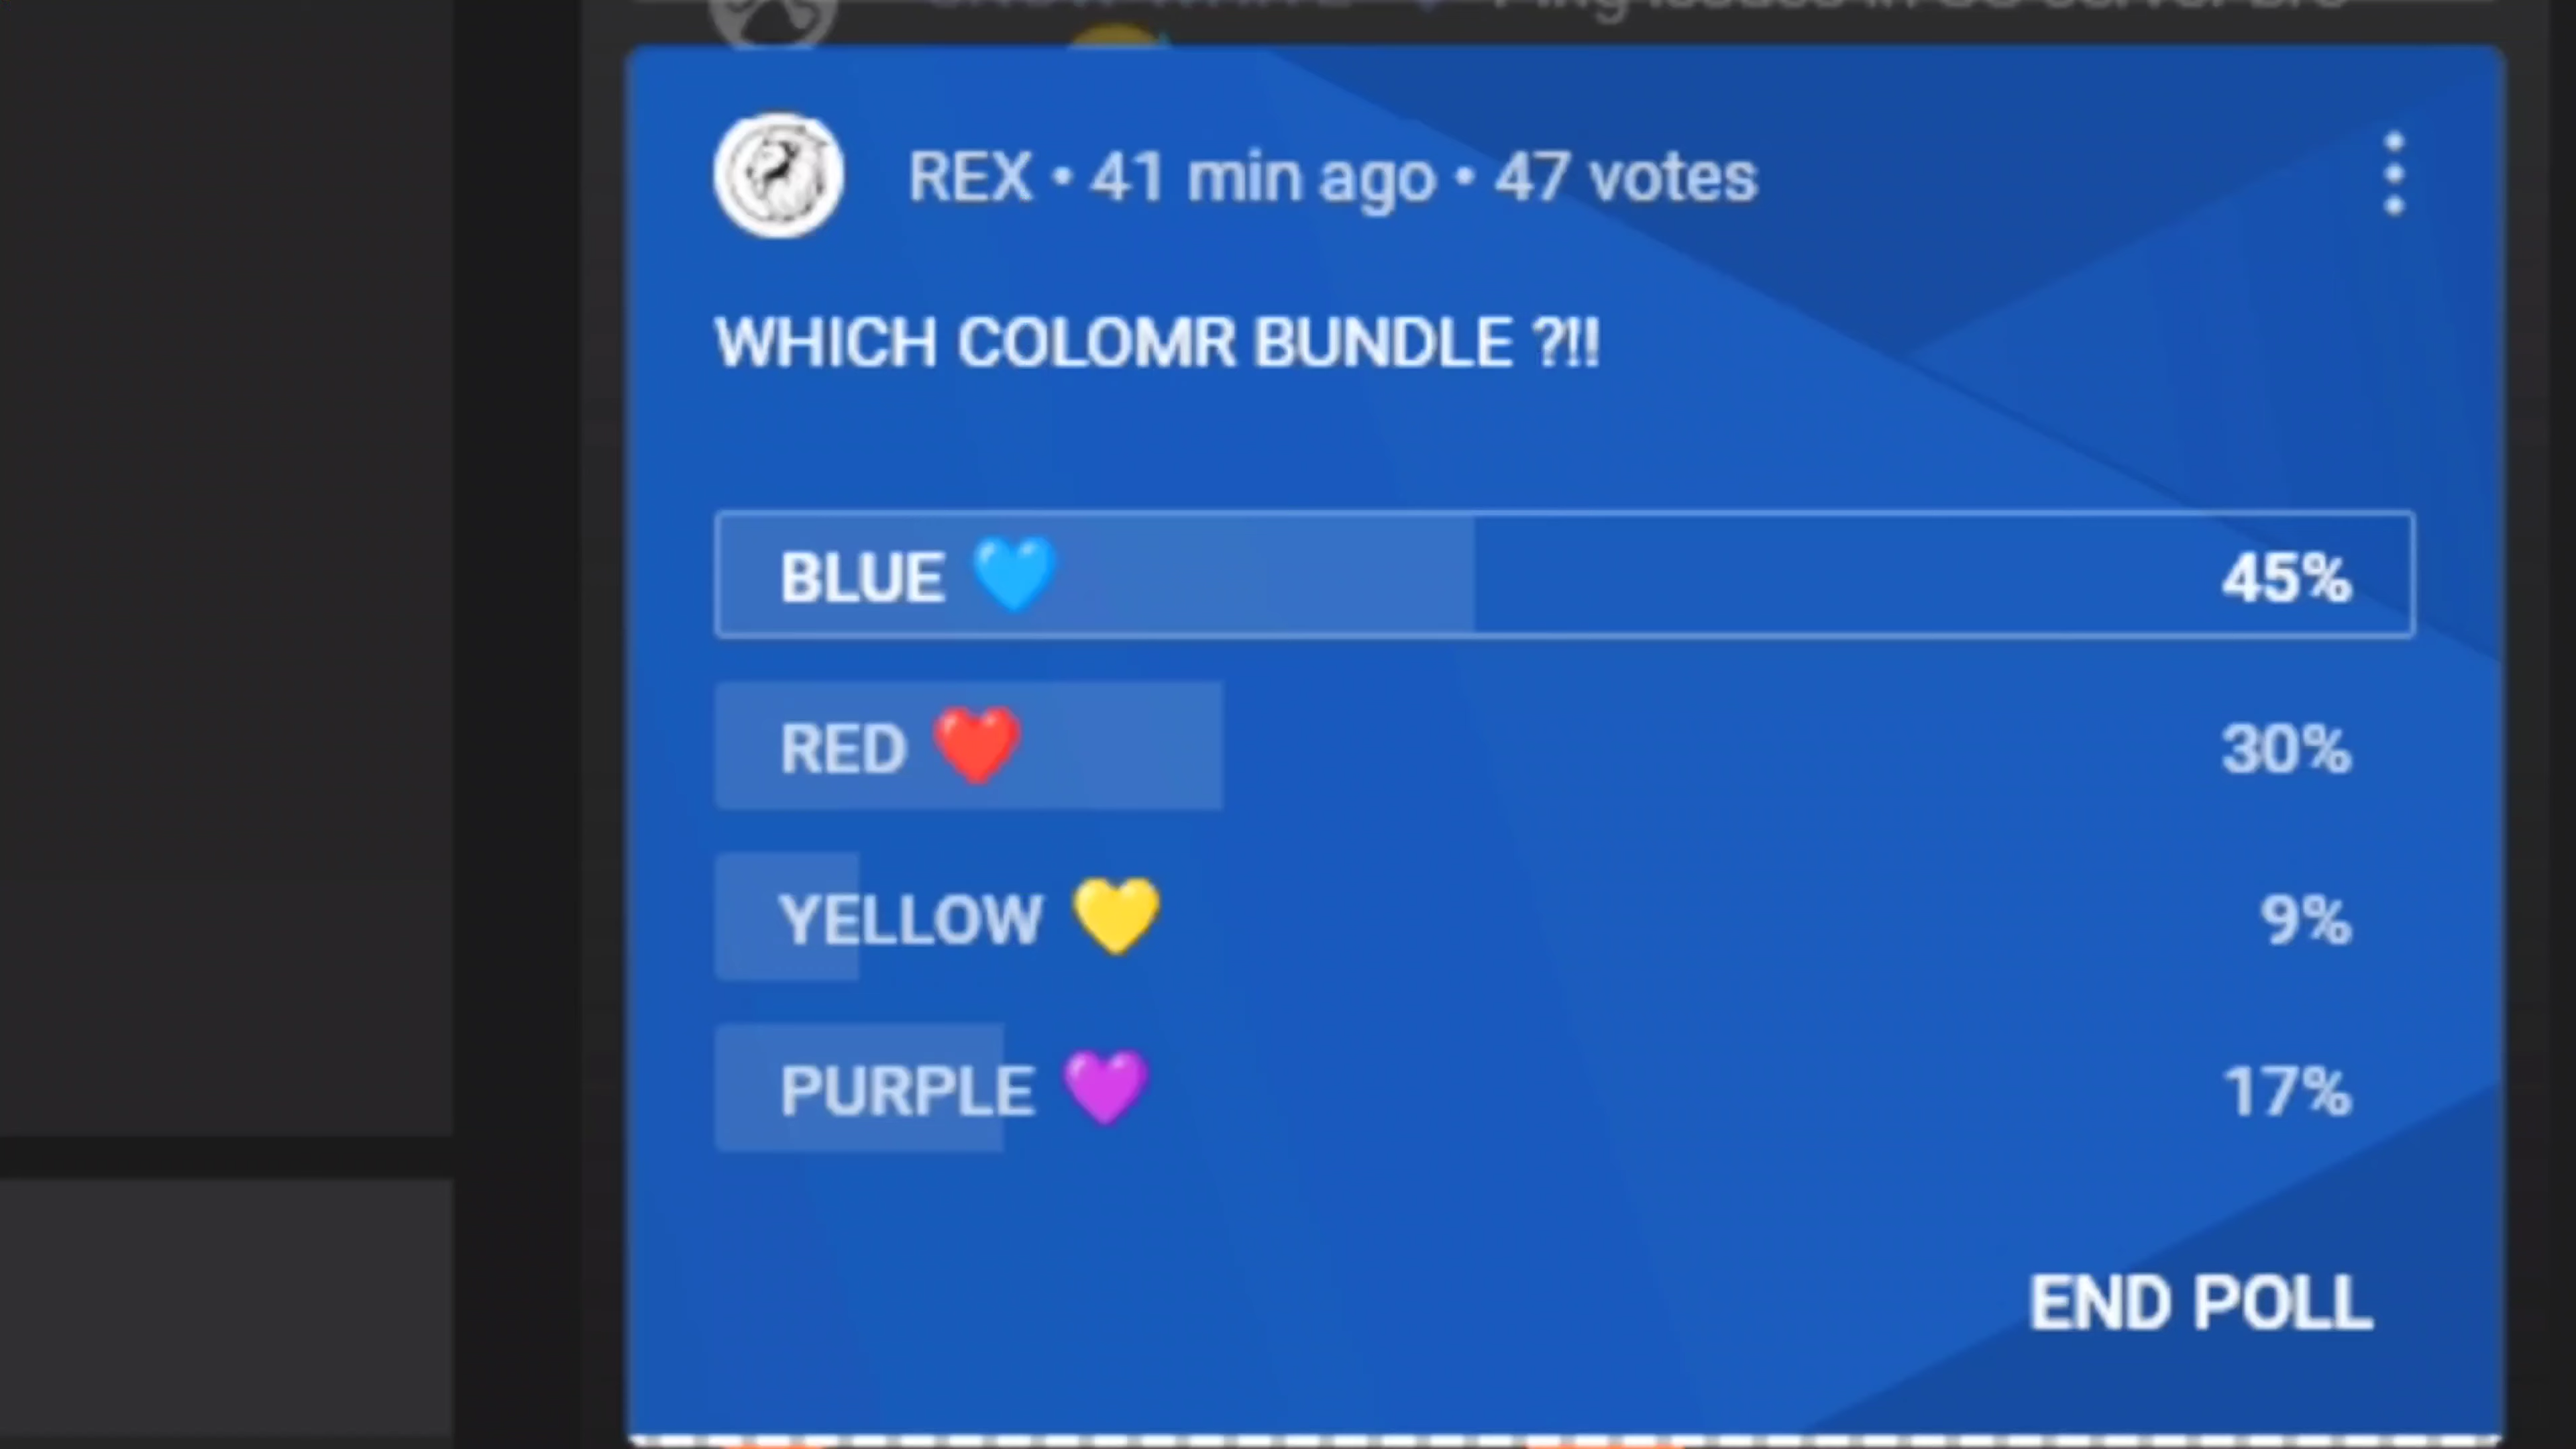 REX • 41 min ago • 47 votes
WHICH COLOMR BUNDLE ?!!
BLUE 💙 45%
RED ❤️ 30%
YELLOW 💛 9%
PURPLE 💜 17%
END POLL